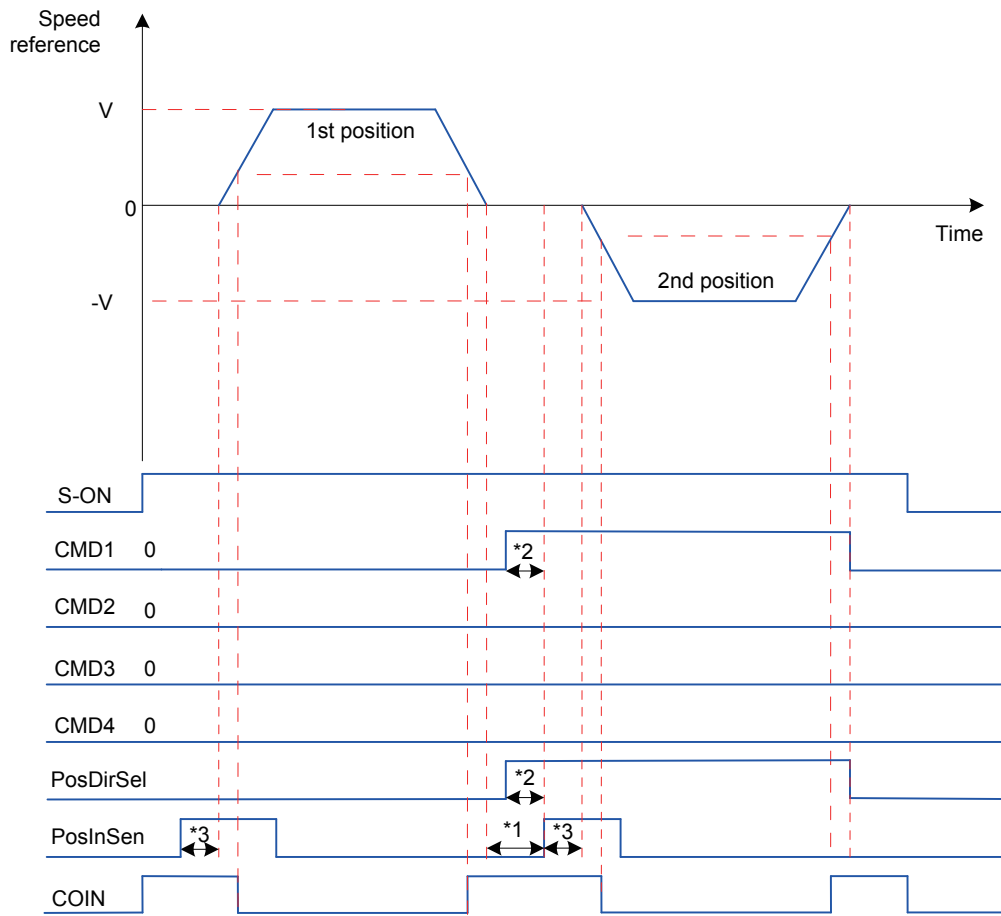 Speed
reference
V
1st position
0
Time
-V
2nd position
S-ON
CMD1 0
*2
CMD2 0
CMD3 0
CMD4 0
PosDirSel
*2
PosInSen
*3
*1
*3
COIN